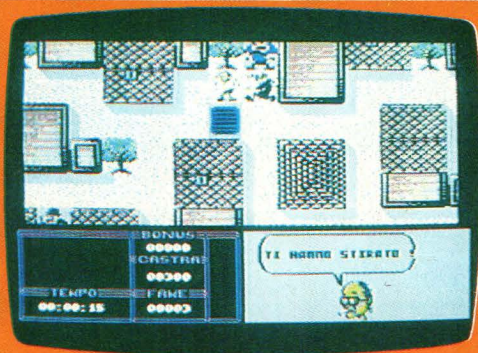 BONUS
00000
CASTRA
00300
TEMPO
FAME
00:00:15
00003
TI HANNO STIRATO !